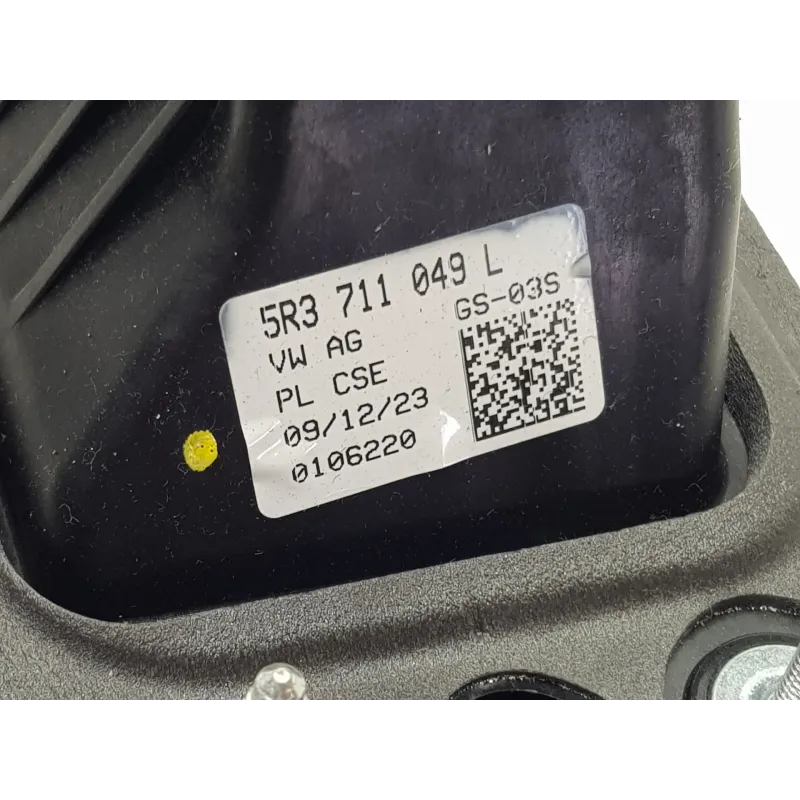 5R3 711 049 L
VW AG
GS-03S
PL CSE
09/12/23
0106220